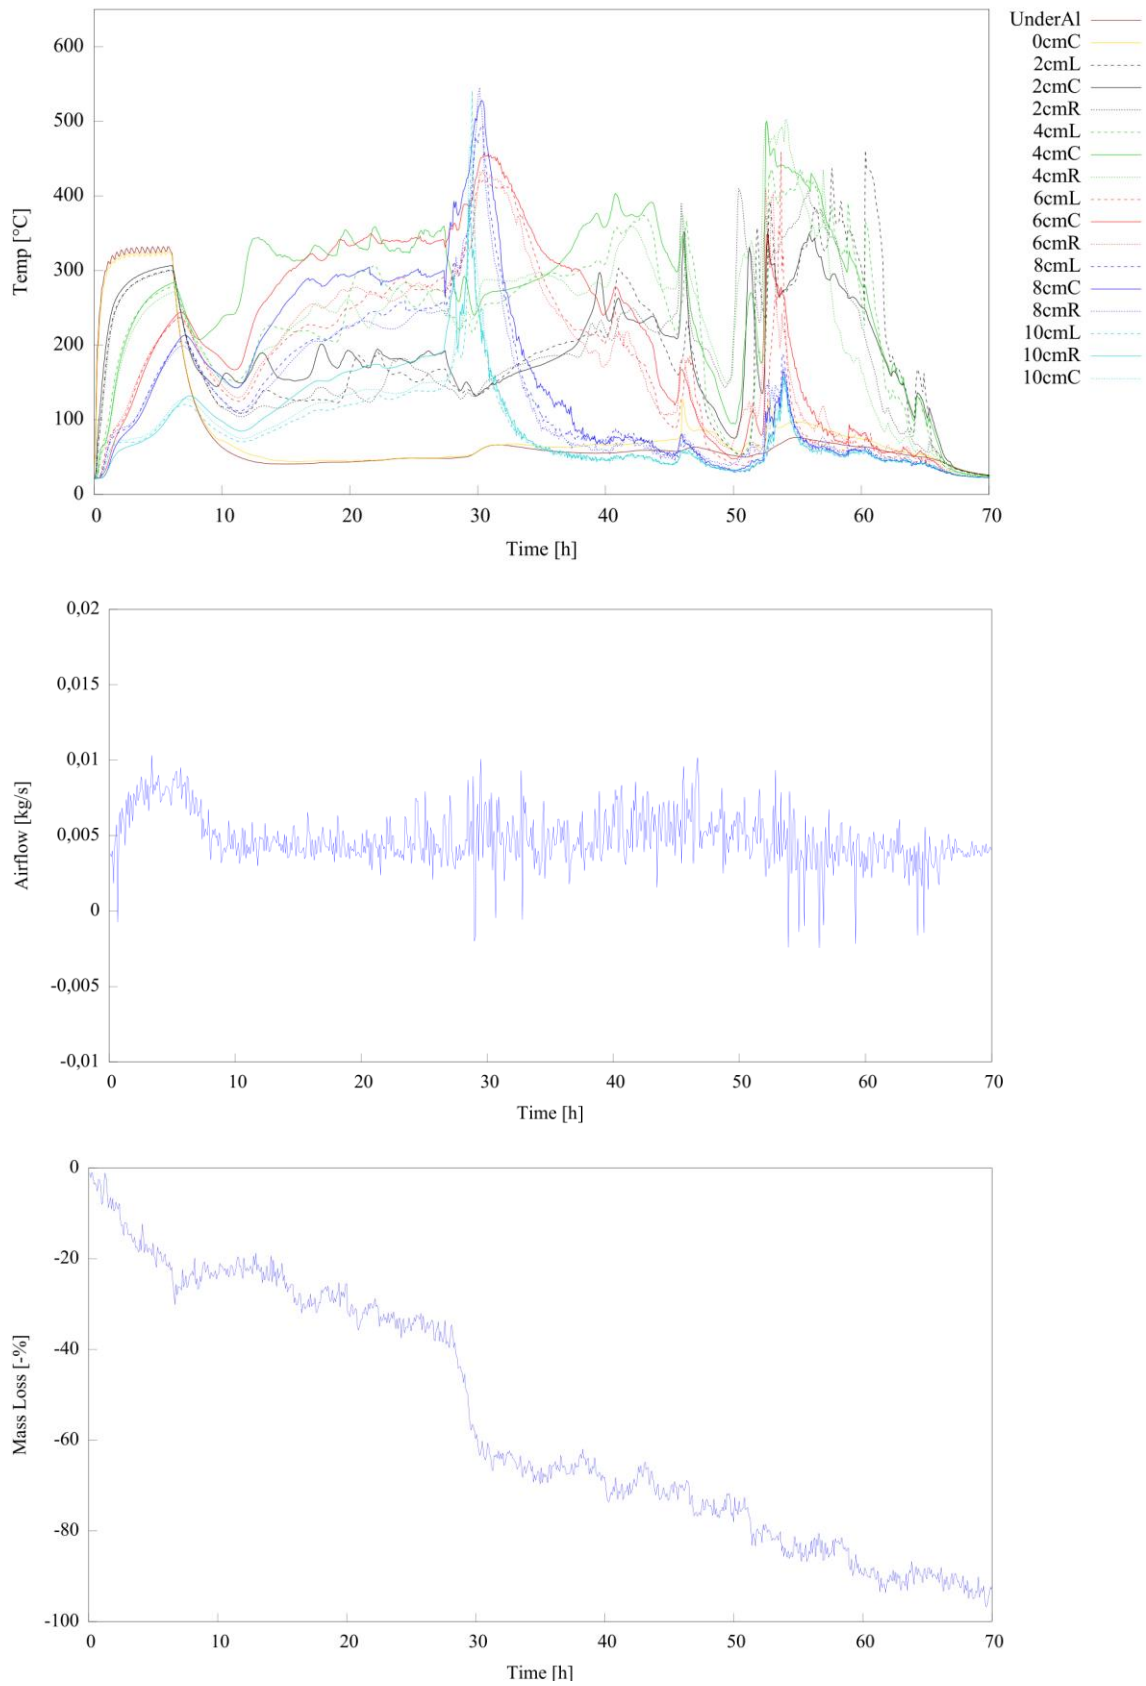 600
500
400
300
200
100
0
Temp [°C]
0 10 20 30 40 50 60 70
Time [h]
UnderAl
0cmC
2cmL
2cmC
2cmR
4cmL
4cmC
4cmR
6cmL
6cmC
6cmR
8cmL
8cmC
8cmR
10cmL
10cmR
10cmC
0,02
0,015
0,01
0,005
0
-0,005
-0,01
Airflow [kg/s]
0 10 20 30 40 50 60 70
Time [h]
0
-20
-40
-60
-80
-100
Mass Loss [-%]
0 10 20 30 40 50 60 70
Time [h]